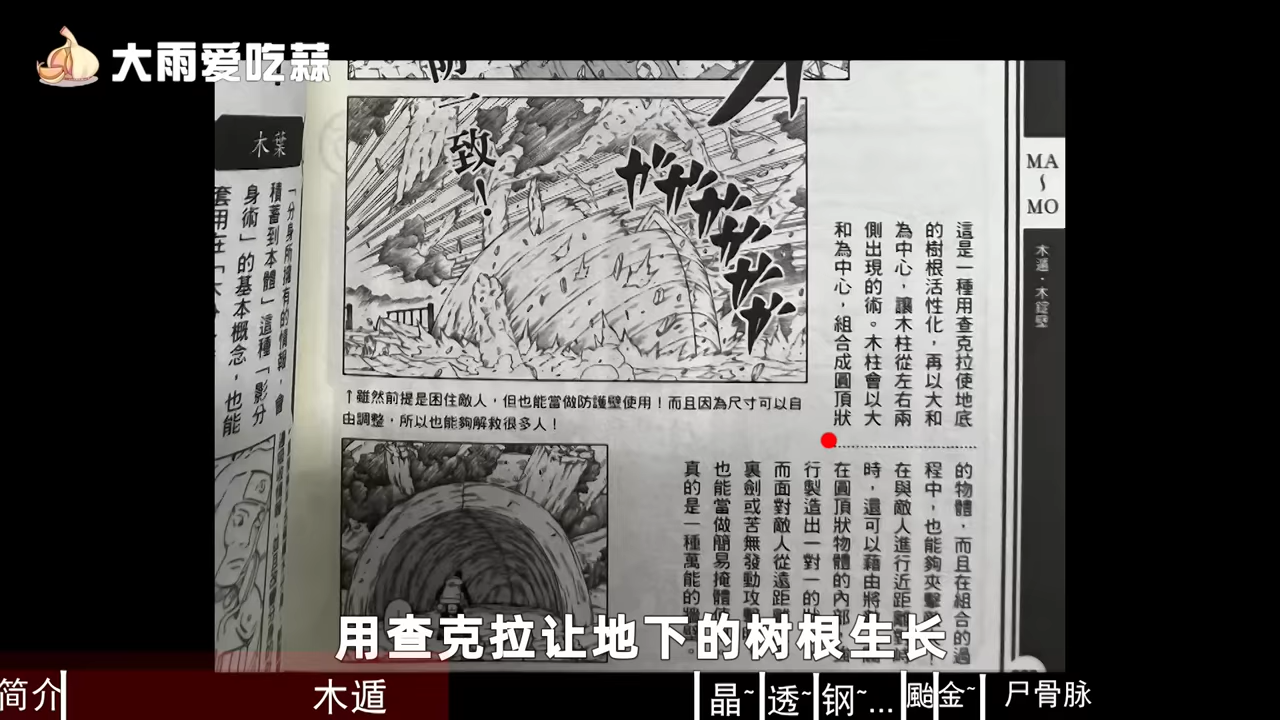 大雨爱吃蒜
木葉
「分身所擁有的情報，會
積蓄到本體」這種「影分
身術」的基本概念，也能
一致！
ガガガガガガ
MA
～
MO
木遁・木錠壁
這是一種用查克拉使地底
的樹根活性化，再以大和
為中心，讓木柱從左右兩
側出現的術。木柱會以大
和為中心，組合成圓頂狀
↑雖然前提是困住敵人，但也能當做防護壁使用！而且因為尺寸可以自
由調整，所以也能夠解救很多人！
的物體，而且在組合的過
程中，也能夠夾擊
在與敵人進行近距離
時，還可以藉由將
在圓頂狀物體的內部
行製造出一對一的
而面對敵人從遠距
裏劍或苦無發動攻擊
也能當做簡易掩體使
真的是一種萬能的
用查克拉让地下的树根生长
简介
木遁
晶~
透~
钢~...
颱
金~
尸骨脉